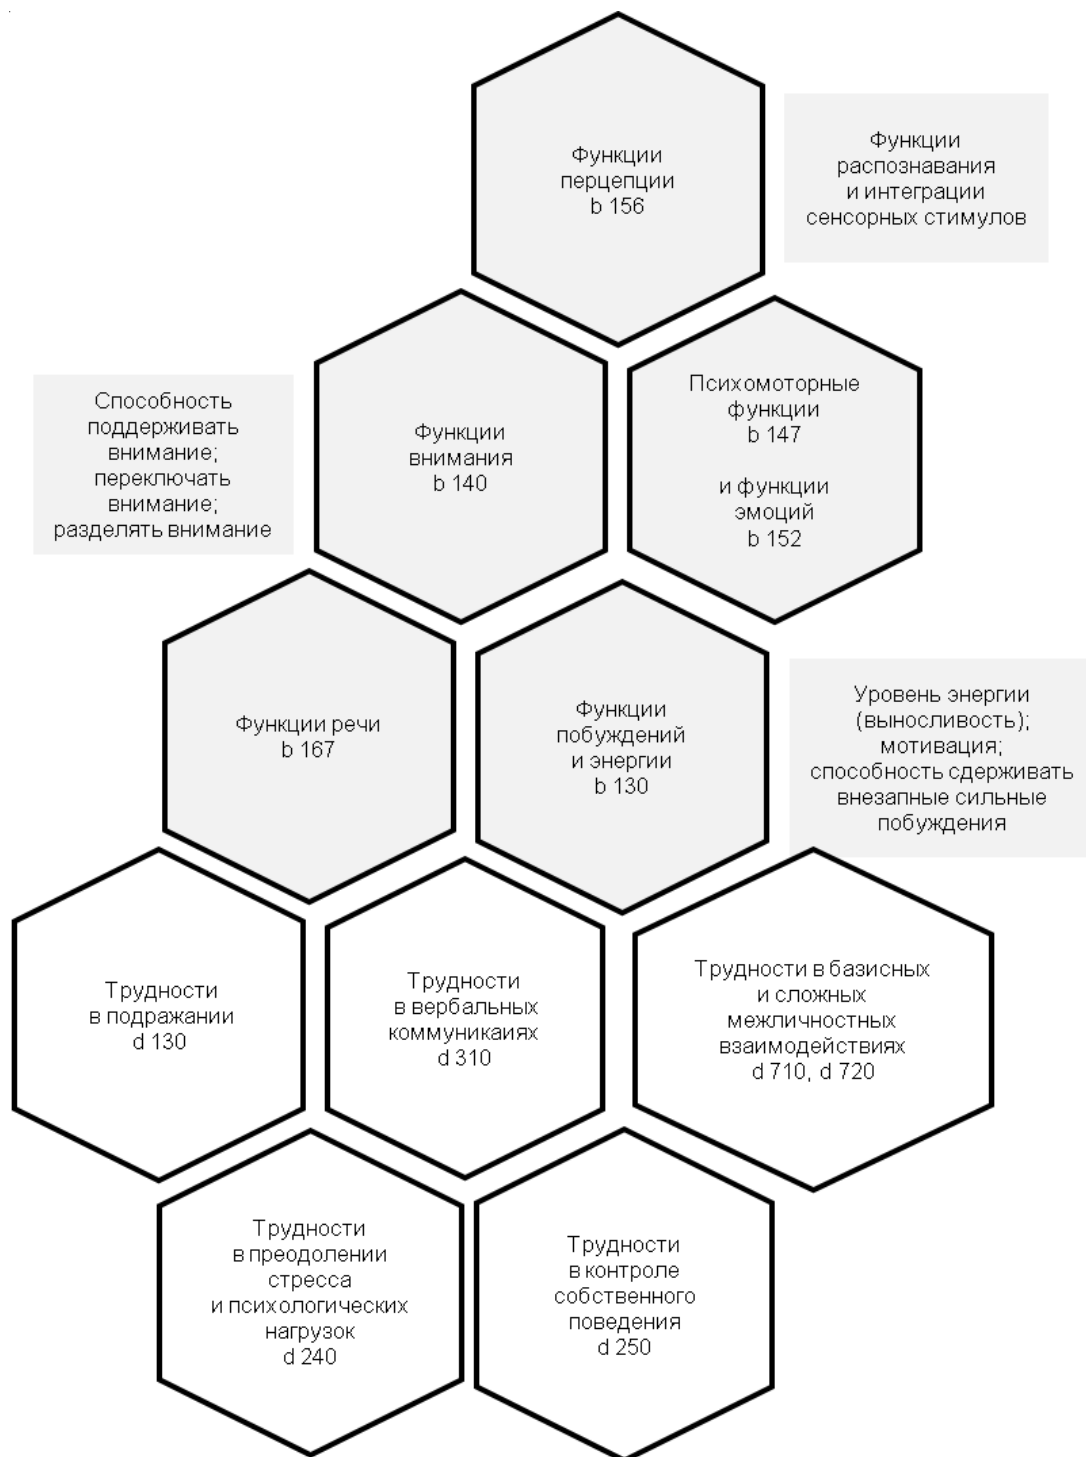 Функции
перцепции
b 156
Функции
распознавания
и интеграции
сенсорных стимулов
Способность
поддерживать
внимание;
переключать
внимание;
разделять внимание
Функции
внимания
b 140
Психомоторные
функции
b 147
и функции
эмоций
b 152
Функции речи
b 167
Функции
побуждений
и энергии
b 130
Уровень энергии
(выносливость);
мотивация;
способность сдерживать
внезапные сильные
побуждения
Трудности
в подражании
d 130
Трудности
в вербальных
коммуникаиях
d 310
Трудности в базисных
и сложных
межличностных
взаимодействиях
d 710, d 720
Трудности
в преодолении
стресса
и психологических
нагрузок
d 240
Трудности
в контроле
собственного
поведения
d 250